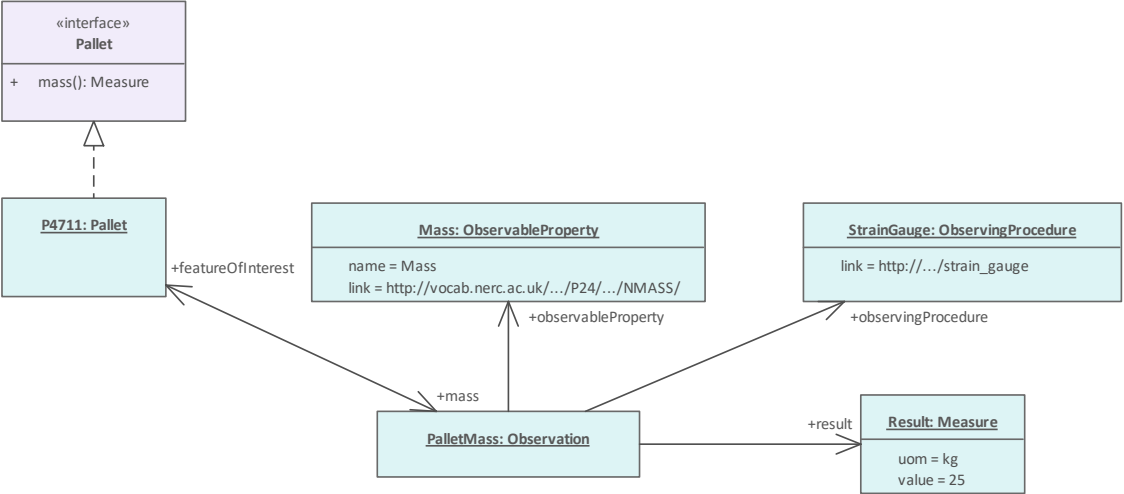 «interface»
Pallet
+ mass(): Measure
P4711: Pallet
+featureOfInterest
Mass: ObservableProperty
name = Mass
link = http://vocab.nerc.ac.uk/.../P24/.../NMASS/
+observableProperty
StrainGauge: ObservingProcedure
link = http://.../strain_gauge
+observingProcedure
+mass
PalletMass: Observation
+result
Result: Measure
uom = kg
value = 25